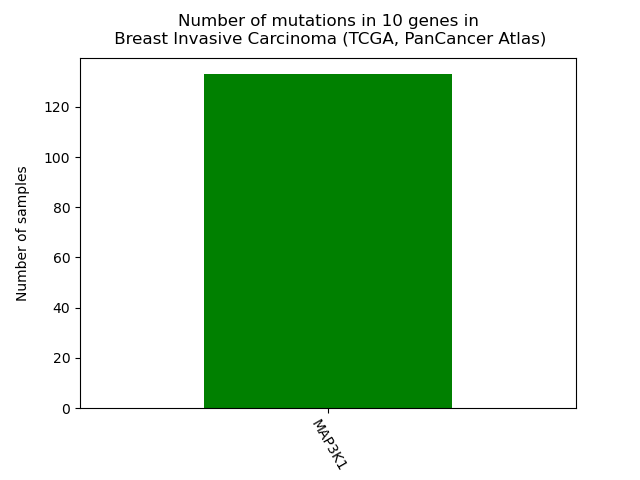 Number of mutations in 10 genes in
Breast Invasive Carcinoma (TCGA, PanCancer Atlas)
120
100
80
60
40
20
0
Number of samples
MAP3K1